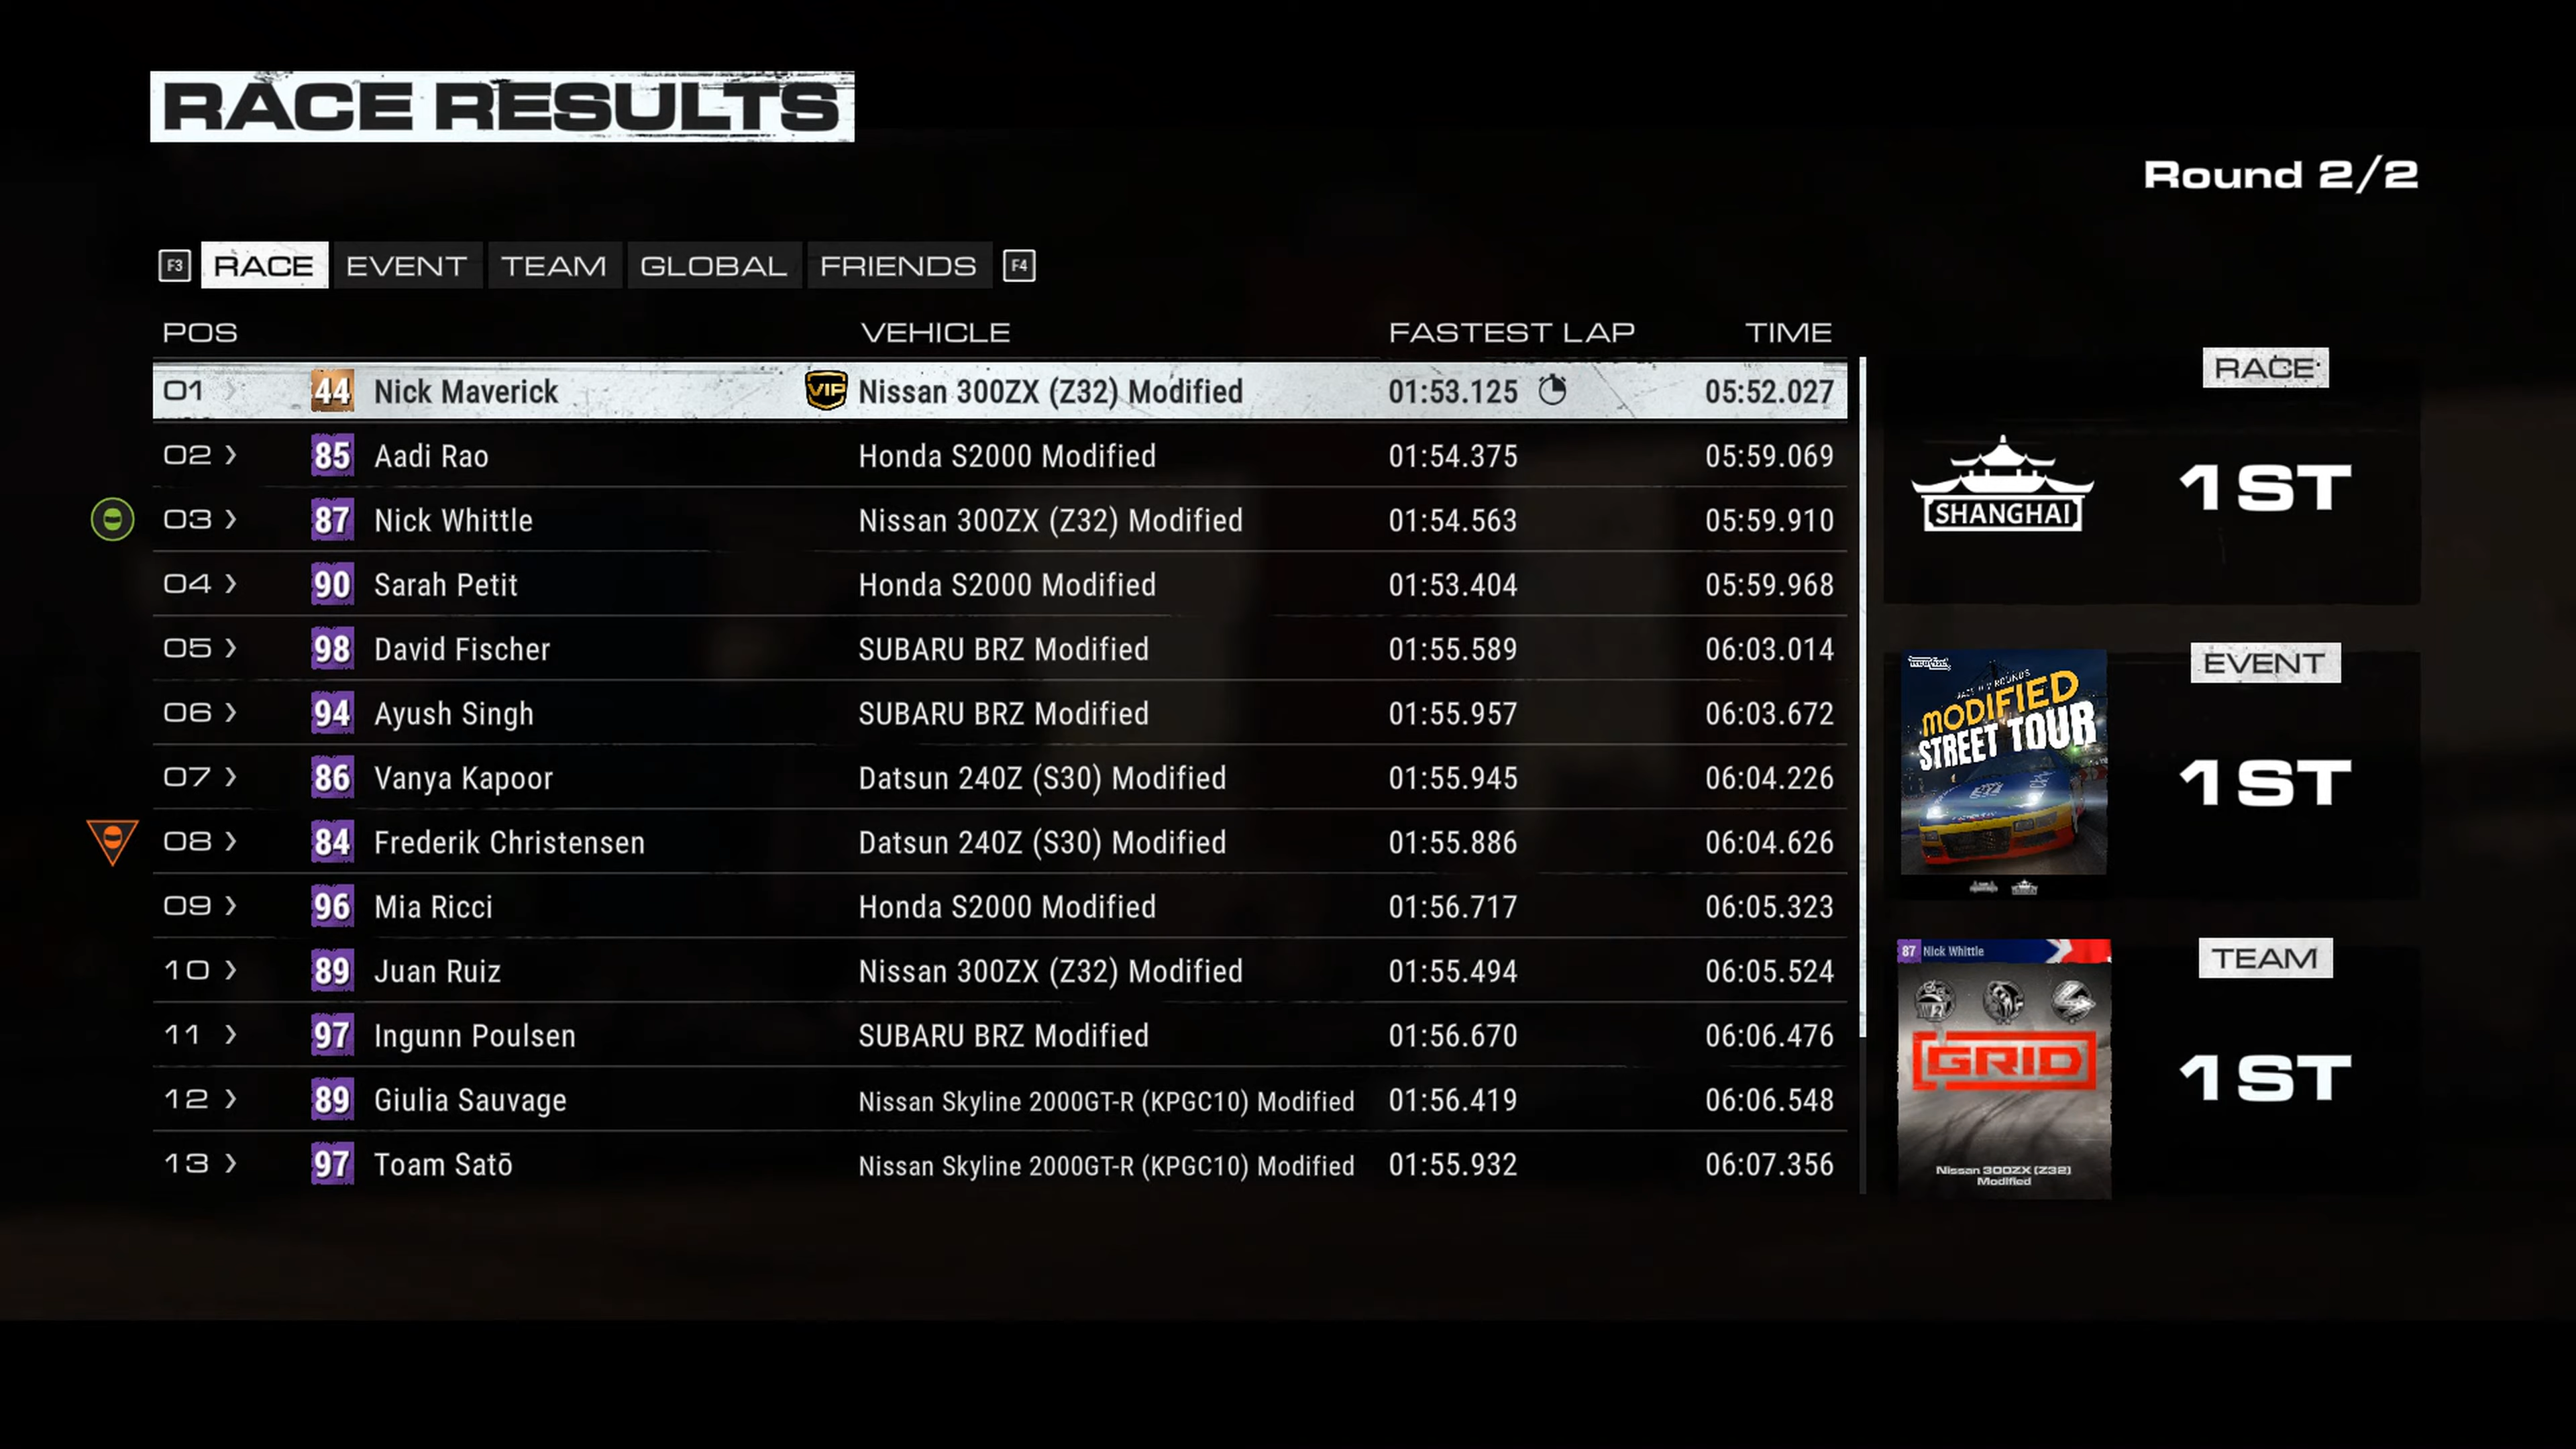 RACE RESULTS
Round 2/2
F3 RACE EVENT TEAM GLOBAL FRIENDS F4
POS VEHICLE FASTEST LAP TIME
01 44 Nick Maverick VIP Nissan 300ZX (Z32) Modified 01:53.125 05:52.027
02 85 Aadi Rao Honda S2000 Modified 01:54.375 05:59.069
03 87 Nick Whittle Nissan 300ZX (Z32) Modified 01:54.563 05:59.910
04 90 Sarah Petit Honda S2000 Modified 01:53.404 05:59.968
05 98 David Fischer SUBARU BRZ Modified 01:55.589 06:03.014
06 94 Ayush Singh SUBARU BRZ Modified 01:55.957 06:03.672
07 86 Vanya Kapoor Datsun 240Z (S30) Modified 01:55.945 06:04.226
08 84 Frederik Christensen Datsun 240Z (S30) Modified 01:55.886 06:04.626
09 96 Mia Ricci Honda S2000 Modified 01:56.717 06:05.323
10 89 Juan Ruiz Nissan 300ZX (Z32) Modified 01:55.494 06:05.524
11 97 Ingunn Poulsen SUBARU BRZ Modified 01:56.670 06:06.476
12 89 Giulia Sauvage Nissan Skyline 2000GT-R (KPGC10) Modified 01:56.419 06:06.548
13 97 Toam Satō Nissan Skyline 2000GT-R (KPGC10) Modified 01:55.932 06:07.356
RACE
SHANGHAI
1ST
EVENT
ROUNDS
MODIFIED
STREET TOUR
1ST
TEAM
87 Nick Whittle
GRID
Nissan 300ZX (Z32)
Modified
1ST